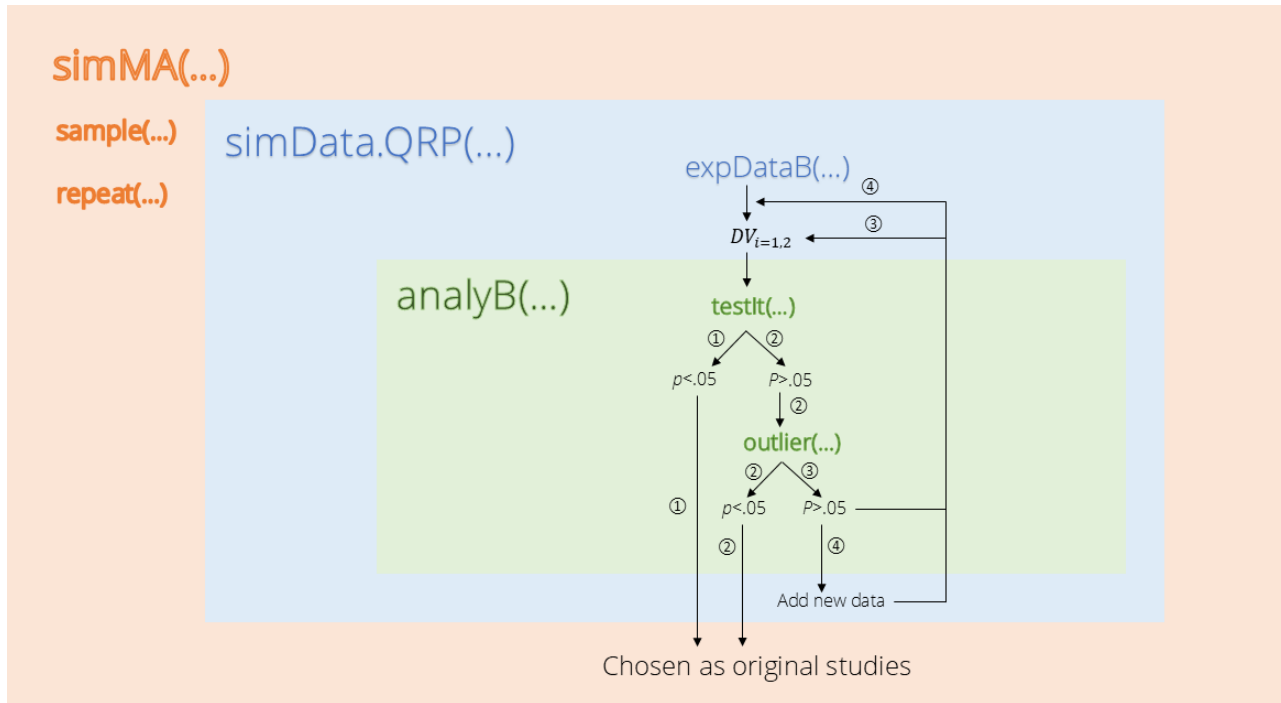 simMA(...)
sample(...)
repeat(...)
simData.QRP(...)
expDataB(...)
④
③
DVᵢ₌₁,₂
analyB(...)
testIt(...)
① ②
p<.05 P>.05
②
outlier(...)
② ③
① p<.05 P>.05
② ④
Add new data
Chosen as original studies